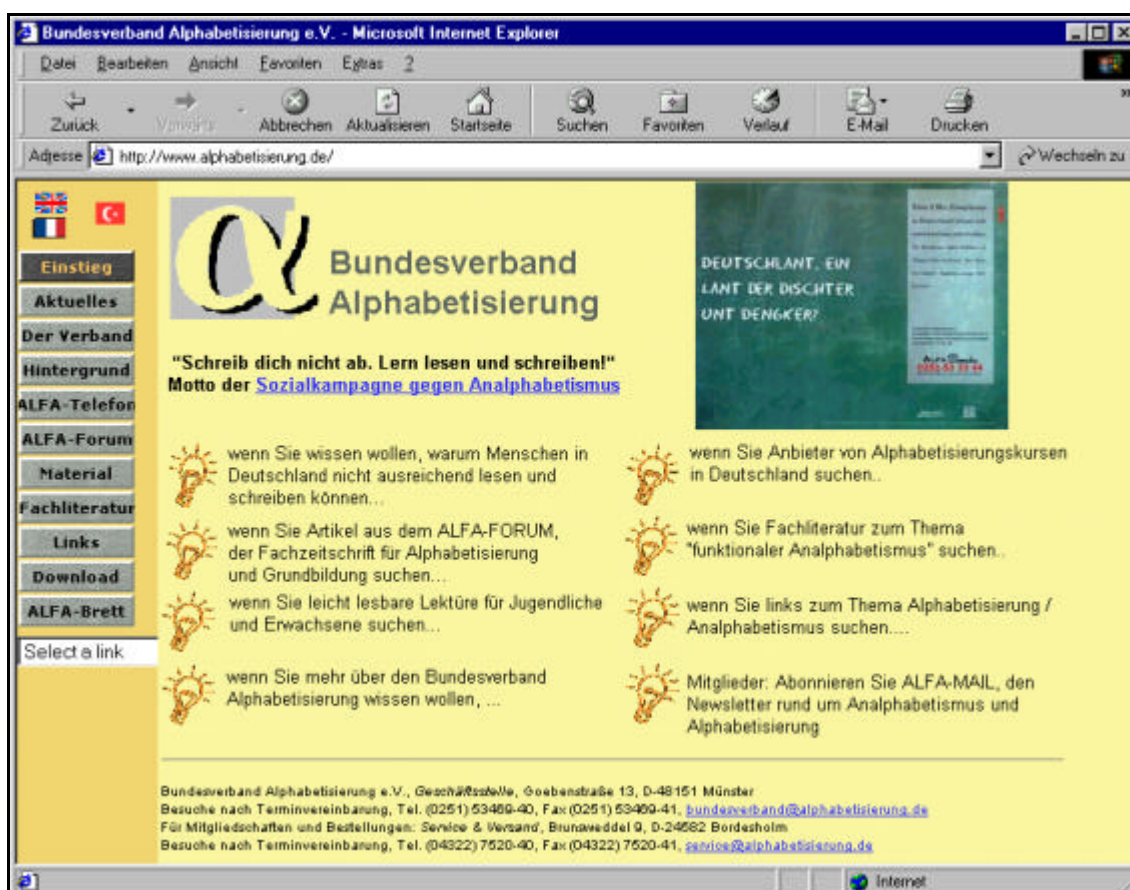 Bundesverband Alphabetisierung e.V. - Microsoft Internet Explorer
Datei Bearbeiten Ansicht Favoriten Extras ?
Zurück Vorwärts Abbrechen Aktualisieren Startseite Suchen Favoriten Verlauf E-Mail Drucken
Adresse http://www.alphabetisierung.de/ Wechseln zu
Einstieg
Aktuelles
Der Verband
Hintergrund
ALFA-Telefon
ALFA-Forum
Material
Fachliteratur
Links
Download
ALFA-Brett
Select a link
Bundesverband
Alphabetisierung
DEUTSCHLANT, EIN
LANT DER DISCHTER
UNT DENGKER?
"Schreib dich nicht ab. Lern lesen und schreiben!"
Motto der Sozialkampagne gegen Analphabetismus
wenn Sie wissen wollen, warum Menschen in
Deutschland nicht ausreichend lesen und
schreiben können...
wenn Sie Artikel aus dem ALFA-FORUM,
der Fachzeitschrift für Alphabetisierung
und Grundbildung suchen...
wenn Sie leicht lesbare Lektüre für Jugendliche
und Erwachsene suchen...
wenn Sie mehr über den Bundesverband
Alphabetisierung wissen wollen, ...
wenn Sie Anbieter von Alphabetisierungskursen
in Deutschland suchen..
wenn Sie Fachliteratur zum Thema
"funktionaler Analphabetismus" suchen..
wenn Sie links zum Thema Alphabetisierung /
Analphabetismus suchen....
Mitglieder: Abonnieren Sie ALFA-MAIL, den
Newsletter rund um Analphabetismus und
Alphabetisierung
Bundesverband Alphabetisierung e.V., Geschäftsstelle, Goebenstraße 13, D-48151 Münster
Besuche nach Terminvereinbarung, Tel. (0251) 53469-40, Fax (0251) 53469-41, bundesverband@alphabetisierung.de
Für Mitgliedschaften und Bestellungen: Service & Versand, Brunsweddel 9, D-24582 Bordesholm
Besuche nach Terminvereinbarung, Tel. (04322) 7520-40, Fax (04322) 7520-41, service@alphabetisierung.de
Internet